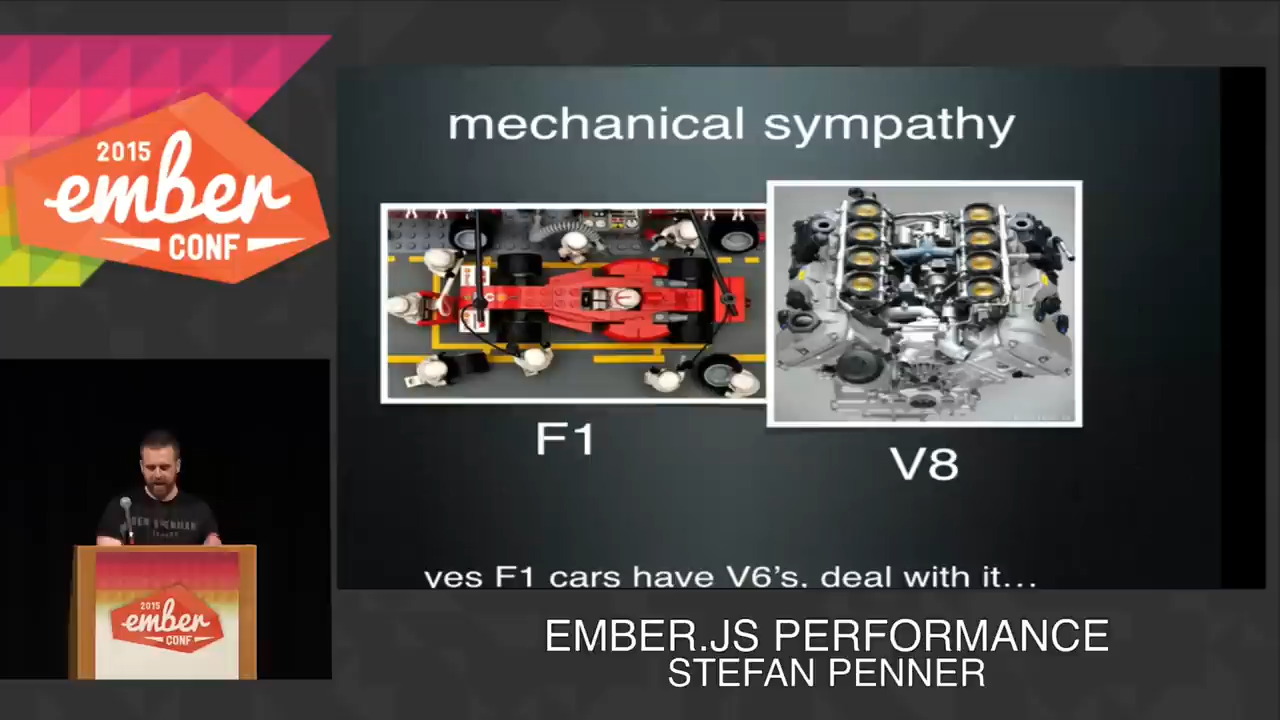 2015
ember
CONF
mechanical sympathy
F1
V8
yes F1 cars have V6's, deal with it...
2015
ember
CONF
EMBER.JS PERFORMANCE
STEFAN PENNER